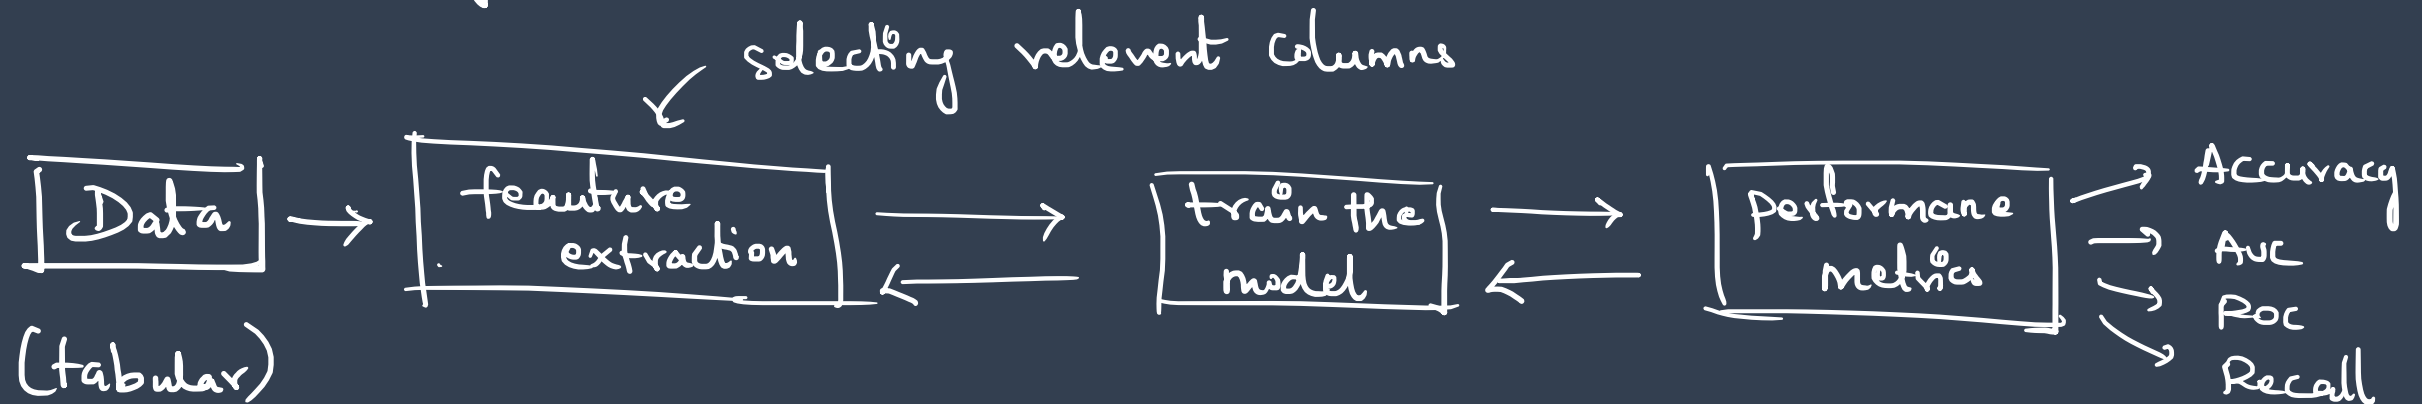 selecting relevent columns
Data
(tabular)
feauture
extraction
train the
model
performane
metrics
Accuracy
AUC
ROC
Recall